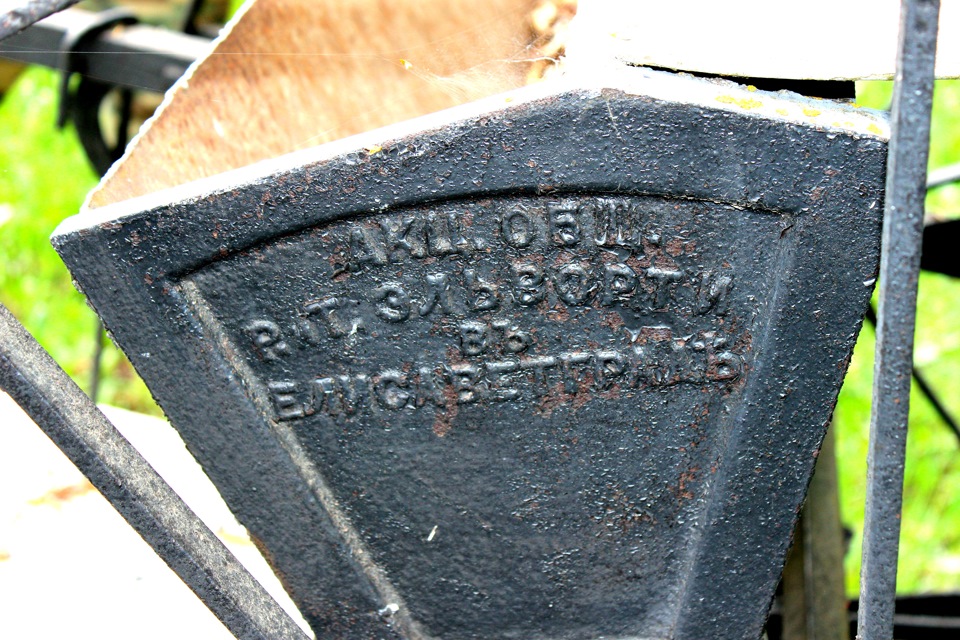 АКЦ. ОБЩ.
Р. и Т. ЭЛЬВОРТИ
ВЪ
ЕЛИСАВЕТГРАДѢ